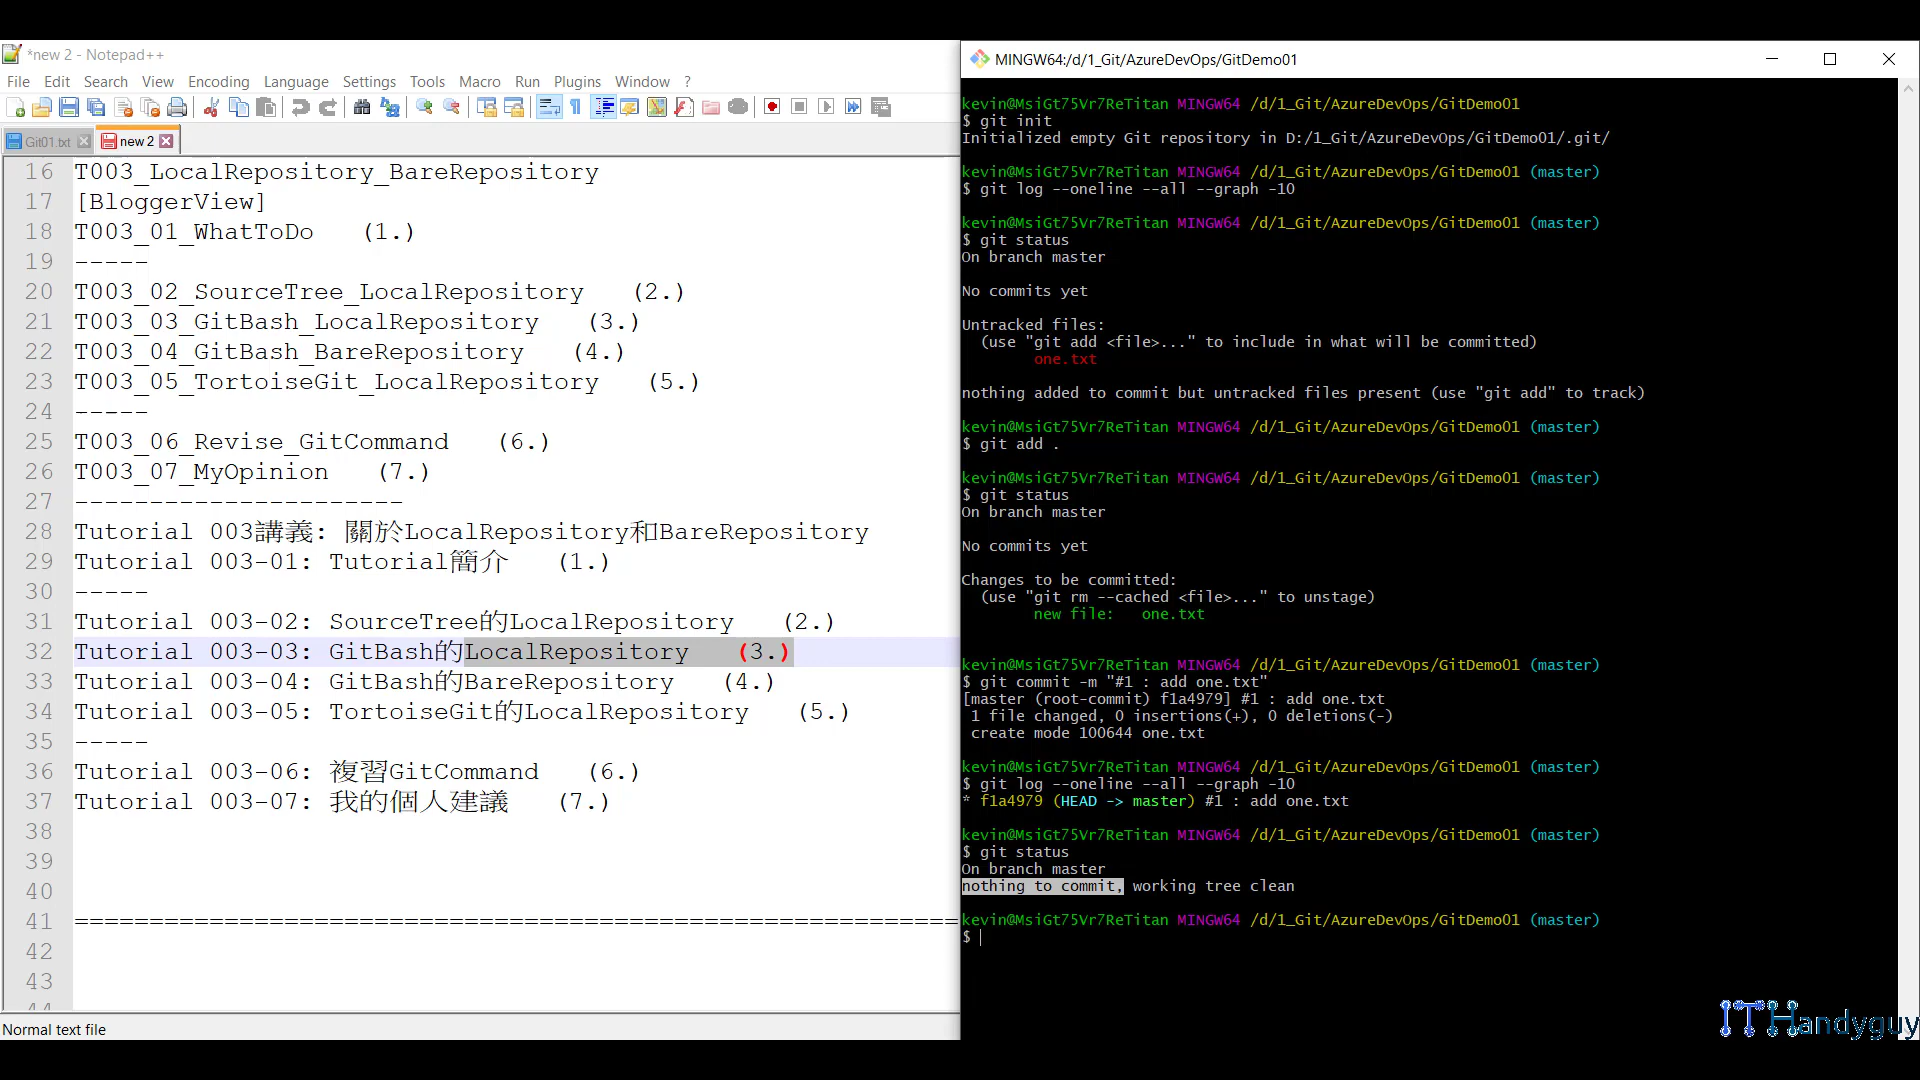 *new 2 - Notepad++
File Edit Search View Encoding Language Settings Tools Macro Run Plugins Window ?
Git01.txt new 2
16 T003_LocalRepository_BareRepository
17 [BloggerView]
18 T003_01_WhatToDo (1.)
19 -----
20 T003_02_SourceTree_LocalRepository (2.)
21 T003_03_GitBash_LocalRepository (3.)
22 T003_04_GitBash_BareRepository (4.)
23 T003_05_TortoiseGit_LocalRepository (5.)
24 -----
25 T003_06_Revise_GitCommand (6.)
26 T003_07_MyOpinion (7.)
27 ----------------------
28 Tutorial 003講義: 關於LocalRepository和BareRepository
29 Tutorial 003-01: Tutorial簡介 (1.)
30 -----
31 Tutorial 003-02: SourceTree的LocalRepository (2.)
32 Tutorial 003-03: GitBash的LocalRepository (3.)
33 Tutorial 003-04: GitBash的BareRepository (4.)
34 Tutorial 003-05: TortoiseGit的LocalRepository (5.)
35 -----
36 Tutorial 003-06: 複習GitCommand (6.)
37 Tutorial 003-07: 我的個人建議 (7.)
38
39
40
41 ===========================================================
42
43
44
Normal text file
MINGW64:/d/1_Git/AzureDevOps/GitDemo01
kevin@MsiGt75Vr7ReTitan MINGW64 /d/1_Git/AzureDevOps/GitDemo01
$ git init
Initialized empty Git repository in D:/1_Git/AzureDevOps/GitDemo01/.git/
kevin@MsiGt75Vr7ReTitan MINGW64 /d/1_Git/AzureDevOps/GitDemo01 (master)
$ git log --oneline --all --graph -10
kevin@MsiGt75Vr7ReTitan MINGW64 /d/1_Git/AzureDevOps/GitDemo01 (master)
$ git status
On branch master
No commits yet
Untracked files:
(use "git add <file>..." to include in what will be committed)
one.txt
nothing added to commit but untracked files present (use "git add" to track)
kevin@MsiGt75Vr7ReTitan MINGW64 /d/1_Git/AzureDevOps/GitDemo01 (master)
$ git add .
kevin@MsiGt75Vr7ReTitan MINGW64 /d/1_Git/AzureDevOps/GitDemo01 (master)
$ git status
On branch master
No commits yet
Changes to be committed:
(use "git rm --cached <file>..." to unstage)
new file: one.txt
kevin@MsiGt75Vr7ReTitan MINGW64 /d/1_Git/AzureDevOps/GitDemo01 (master)
$ git commit -m "#1 : add one.txt"
[master (root-commit) f1a4979] #1 : add one.txt
1 file changed, 0 insertions(+), 0 deletions(-)
create mode 100644 one.txt
kevin@MsiGt75Vr7ReTitan MINGW64 /d/1_Git/AzureDevOps/GitDemo01 (master)
$ git log --oneline --all --graph -10
* f1a4979 (HEAD -> master) #1 : add one.txt
kevin@MsiGt75Vr7ReTitan MINGW64 /d/1_Git/AzureDevOps/GitDemo01 (master)
$ git status
On branch master
nothing to commit, working tree clean
kevin@MsiGt75Vr7ReTitan MINGW64 /d/1_Git/AzureDevOps/GitDemo01 (master)
$
ITHandyguy